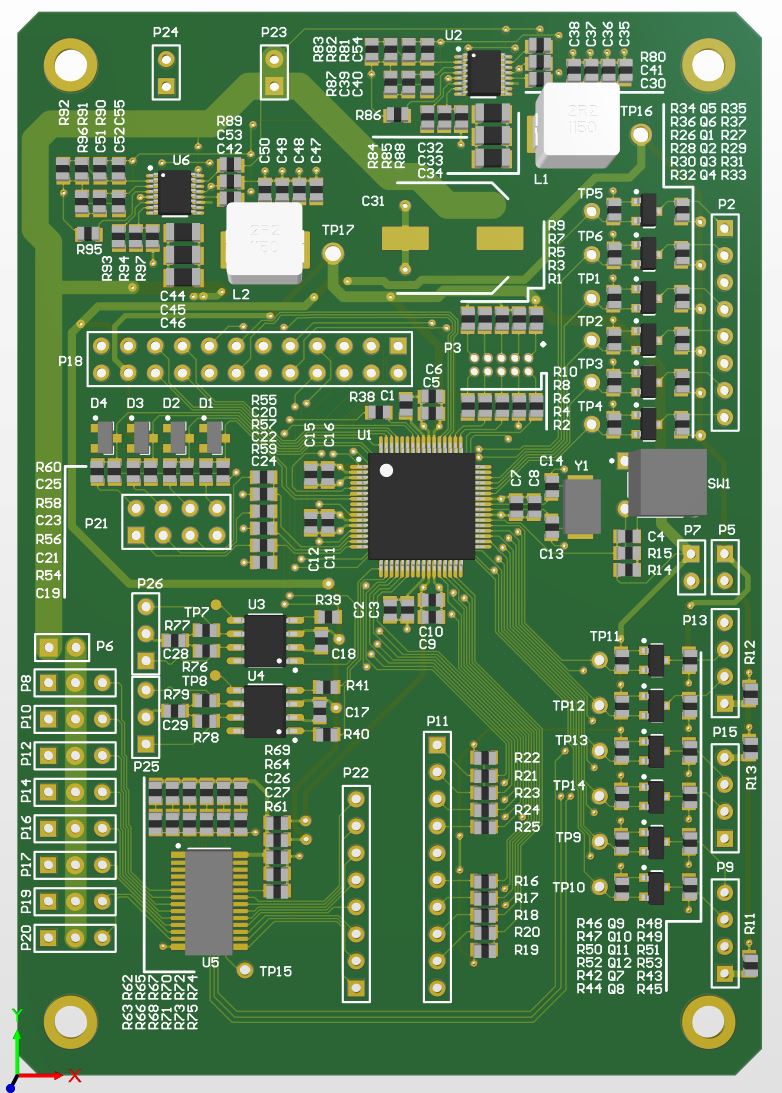 P24
P23
R83
R82
R81
C54
U2
C38
C37
C36
C35
R92
R96
R91
C51
R90
C52
C55
R89
C53
C42
R87
C39
C40
R86
R80
C41
C30
2R2
1150
TP16
R34 Q5 R35
R36 Q6 R37
R26 Q1 R27
R28 Q2 R29
R30 Q3 R31
R32 Q4 R33
U6
C50
C49
C48
C47
R84
R85
R88
C32
C33
C34
L1
TP5
P2
C31
R95
R93
R94
R97
2R2
1150
TP17
R9
R7
R5
R3
R1
TP6
TP1
C44
C45
C46
L2
P18
P3
TP2
TP3
TP4
D4
D3
D2
D1
R55
C20
R57
C22
R59
C24
R38
C1
C6
C5
R10
R8
R6
R4
R2
U1
C15
C16
R60
C25
R58
C23
R56
C21
R54
C19
P21
C7
C8
C14
Y1
SW1
C12
C11
C13
C4
R15
R14
P7
P5
P26
TP7
U3
R39
C2
C3
C10
C9
R77
C28
R76
C18
TP11
P13
R12
P6
P8
TP8
U4
R41
R79
C29
R78
C17
R40
P10
P11
TP12
P12
P25
R69
R64
C26
C27
R61
P22
R22
R21
R23
R24
R25
TP13
P15
R13
P14
TP14
P16
TP9
P17
R16
R17
R18
R20
R19
TP10
P9
P19
P20
U5
TP15
R46 Q9 R48
R47 Q10 R49
R50 Q11 R51
R52 Q12 R53
R42 Q7 R43
R44 Q8 R45
R11
R63 R62
R66 R65
R68 R67
R71 R70
R73 R72
R75 R74
Y
X